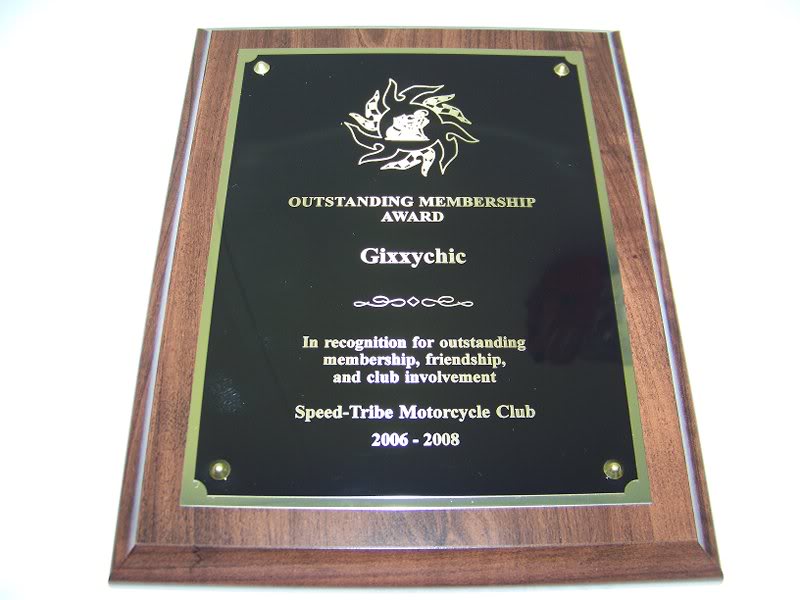 OUTSTANDING MEMBERSHIP
AWARD
Gixxychic
In recognition for outstanding
membership, friendship,
and club involvement
Speed-Tribe Motorcycle Club
2006 - 2008